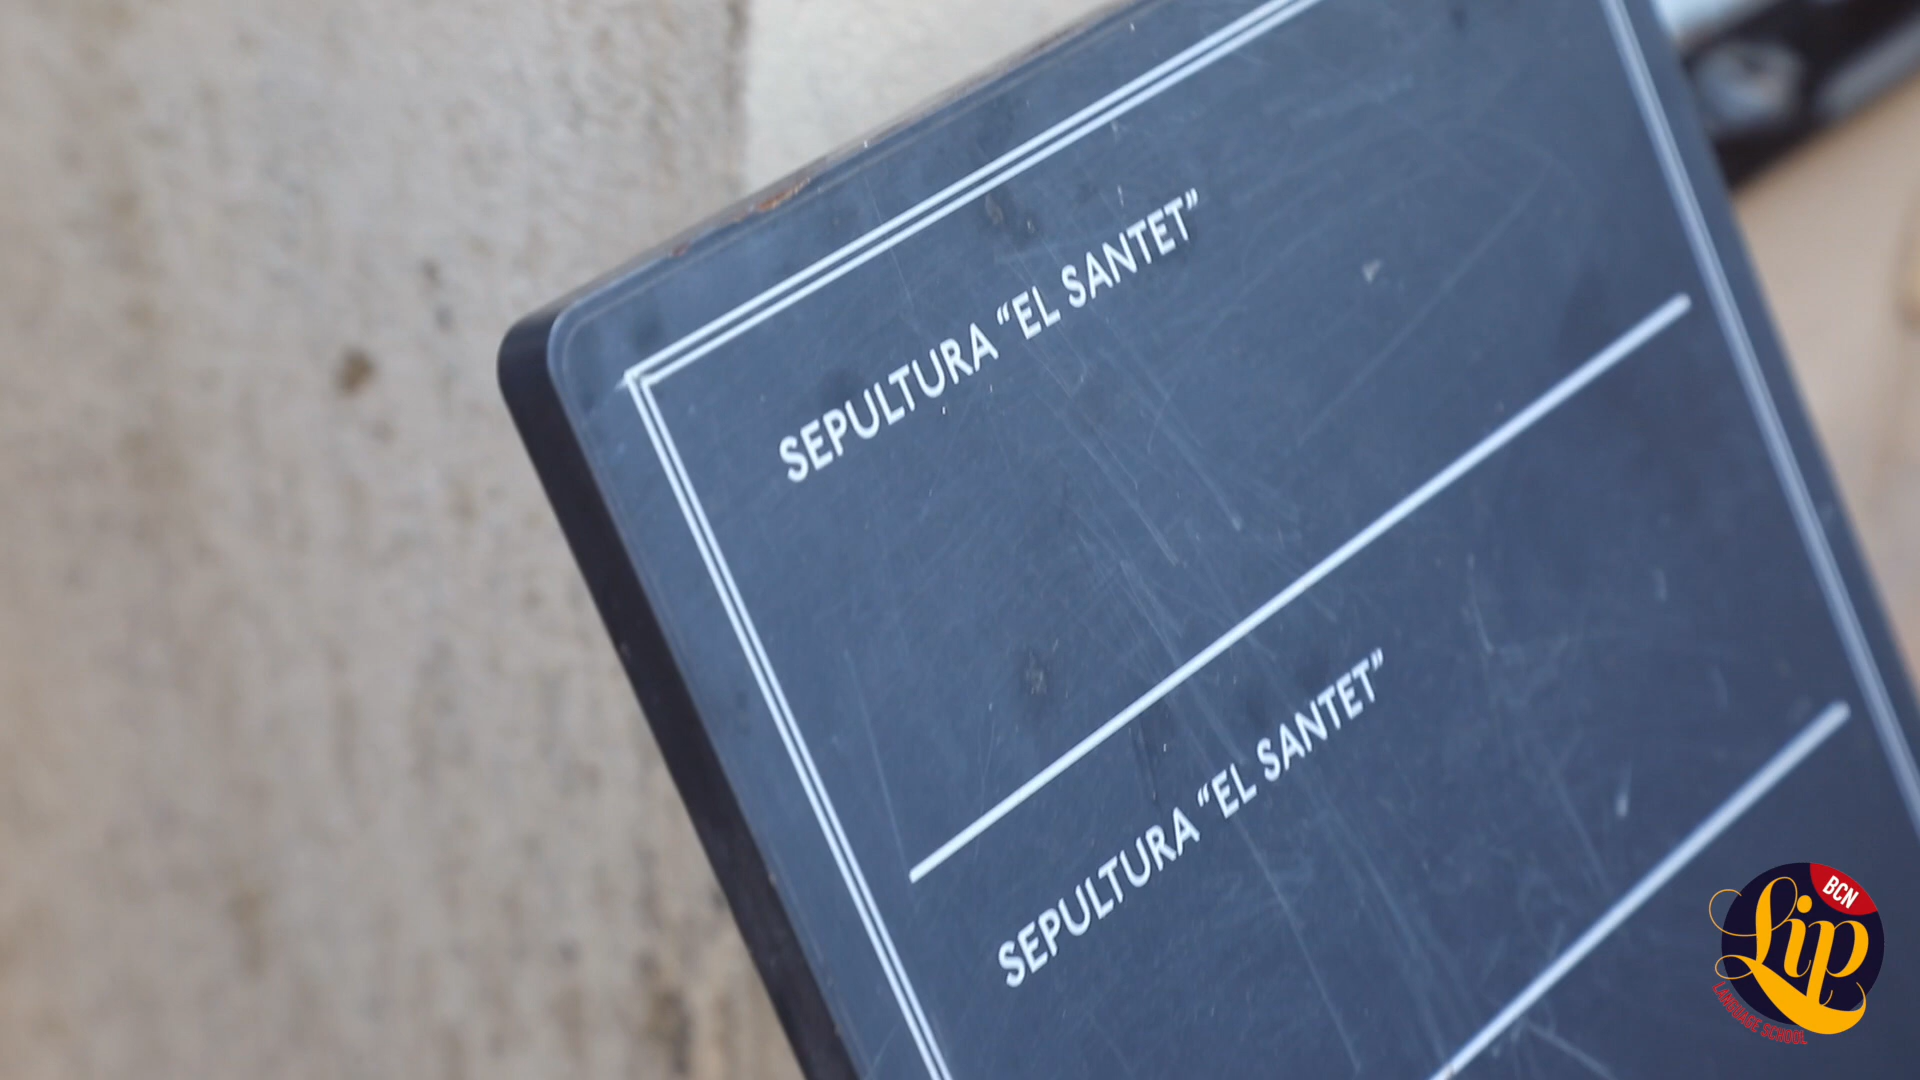 SEPULTURA “EL SANTET”
SEPULTURA “EL SANTET”
BCN
Lip
LANGUAGE SCHOOL